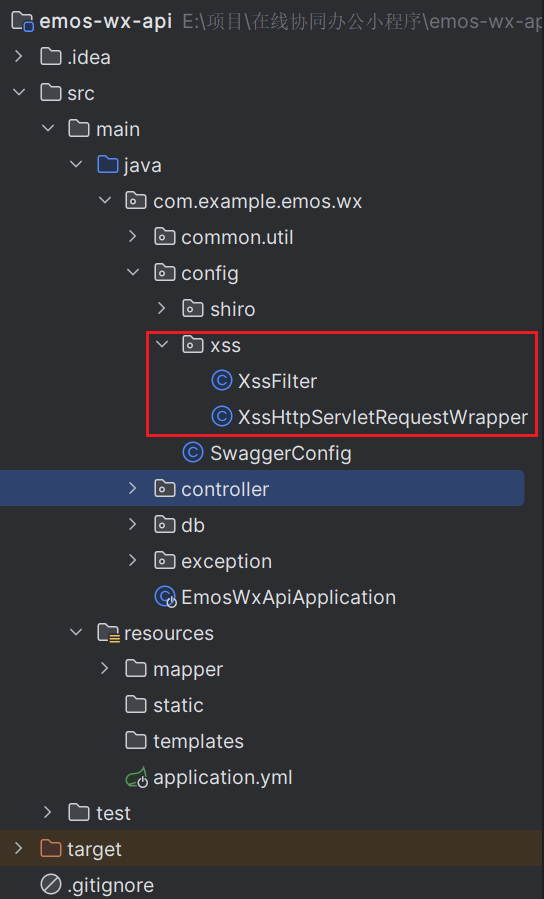 emos-wx-api E:\项目\在线协同办公小程序\emos-wx-ap
.idea
src
main
java
com.example.emos.wx
common.util
config
shiro
xss
XssFilter
XssHttpServletRequestWrapper
SwaggerConfig
controller
db
exception
EmosWxApiApplication
resources
mapper
static
templates
application.yml
test
target
.gitignore